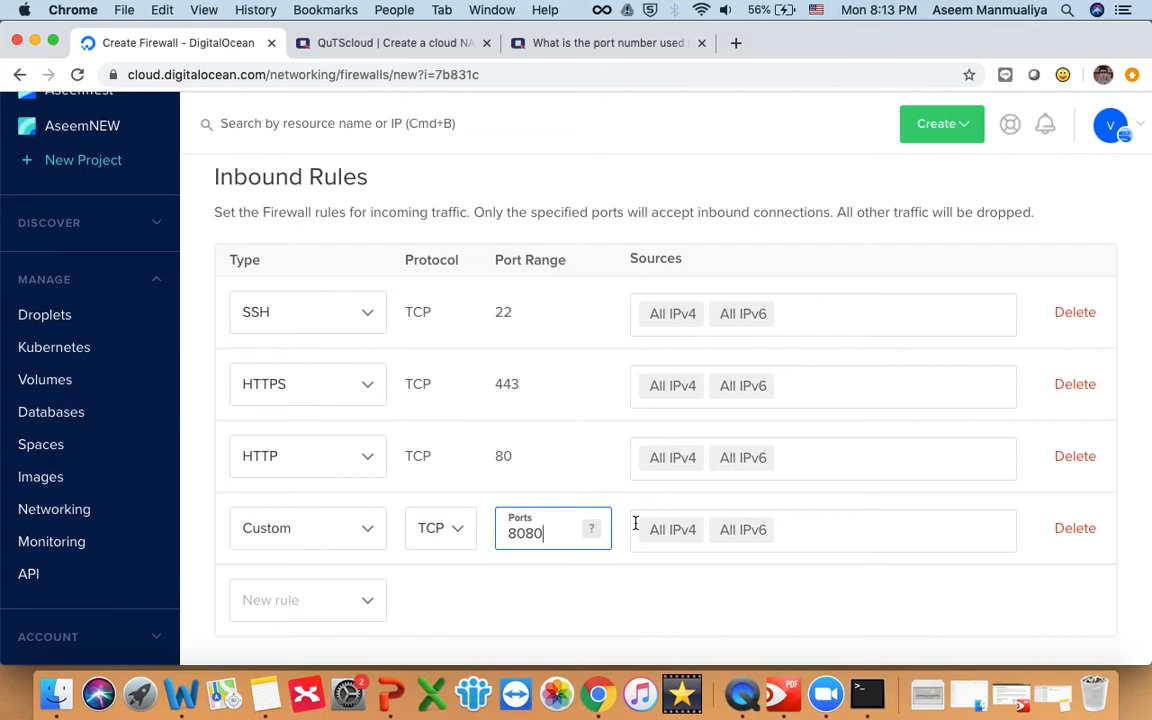 Chrome File Edit View History Bookmarks People Tab Window Help 56% Mon 8:13 PM Aseem Manmualiya
Create Firewall - DigitalOcean
QuTScloud | Create a cloud NA
What is the port number used
cloud.digitalocean.com/networking/firewalls/new?i=7b831c
AseemTest
AseemNEW
+ New Project
DISCOVER
MANAGE
Droplets
Kubernetes
Volumes
Databases
Spaces
Images
Networking
Monitoring
API
ACCOUNT
Search by resource name or IP (Cmd+B)
Create
V
Inbound Rules
Set the Firewall rules for incoming traffic. Only the specified ports will accept inbound connections. All other traffic will be dropped.
Type Protocol Port Range Sources
SSH TCP 22 All IPv4 All IPv6 Delete
HTTPS TCP 443 All IPv4 All IPv6 Delete
HTTP TCP 80 All IPv4 All IPv6 Delete
Ports
Custom TCP 8080 ? All IPv4 All IPv6 Delete
New rule
2
PDF